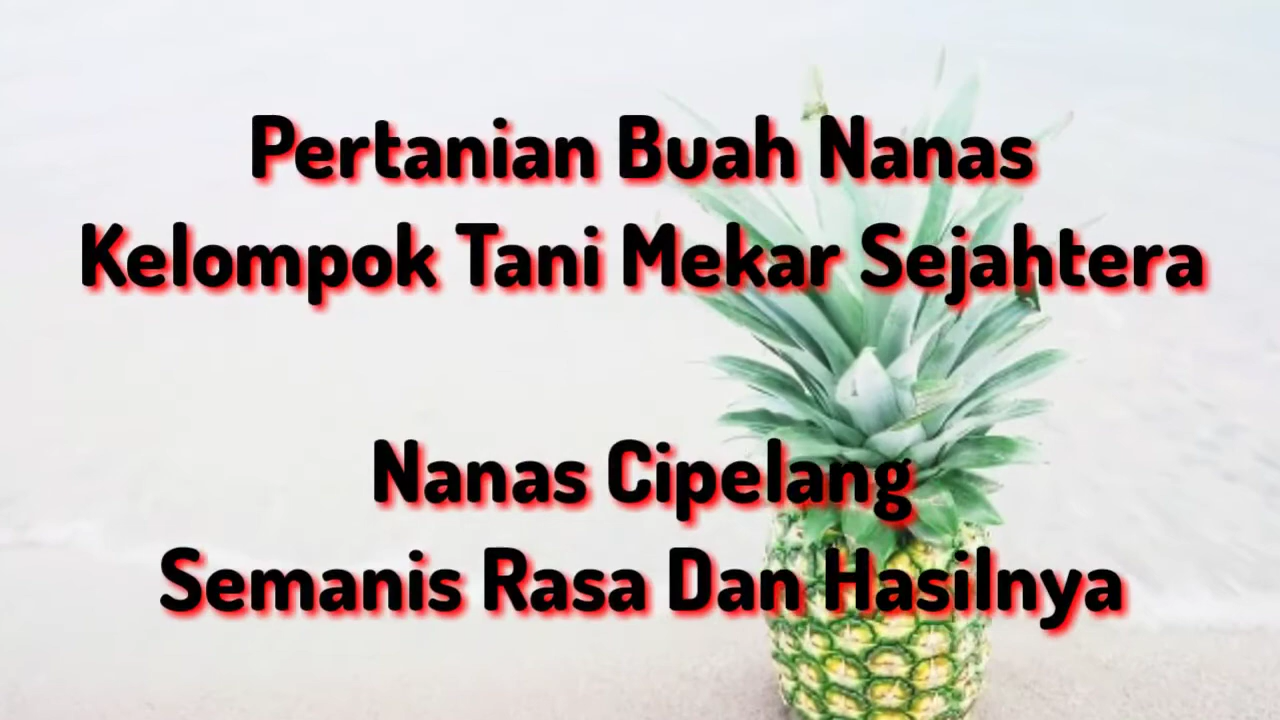 Pertanian Buah Nanas
Kelompok Tani Mekar Sejahtera
Nanas Cipelang
Semanis Rasa Dan Hasilnya